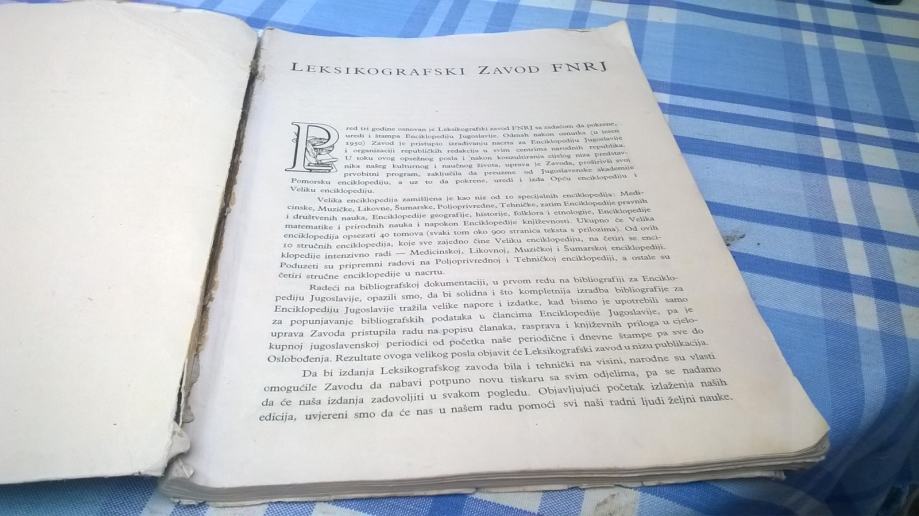 LEKSIKOGRAFSKI ZAVOD FNRJ
Pred tri godine osnovan je Leksikografski zavod FNRJ sa zadaćom da pokrene,
uredi i štampa Enciklopediju Jugoslavije. Odmah nakon osnutka (u jesen
1950) Zavod je pristupio izrađivanju nacrta za Enciklopediju Jugoslavije
i organizaciji republičkih redakcija u svim centrima narodnih republika.
U toku ovog opsežnog posla i nakon konzultiranja cijelog niza predstav-
nika našeg kulturnog i naučnog života, uprava je Zavoda, proširivši svoj
prvobitni program, zaključila da preuzme od Jugoslavenske akademije
Pomorsku enciklopediju, a uz to da pokrene, uredi i izda Opću enciklopediju i
Veliku enciklopediju.
Velika enciklopedija zamišljena je kao niz od 10 specijalnih enciklopedija: Medi-
cinske, Muzičke, Likovne, Šumarske, Poljoprivredne, Tehničke, zatim Enciklopedije pravnih
i društvenih nauka, Enciklopedije geografije, historije, folklora i etnologije, Enciklopedije
matematike i prirodnih nauka i napokon Enciklopedije književnosti. Ukupno će Velika
enciklopedija opsezati 40 tomova (svaki tom oko 900 stranica teksta s prilozima). Od ovih
10 stručnih enciklopedija, koje sve zajedno čine Veliku enciklopediju, na četiri se enci-
klopedije intenzivno radi — Medicinskoj, Likovnoj, Muzičkoj i Šumarskoj enciklopediji.
Poduzeti su pripremni radovi na Poljoprivrednoj i Tehničkoj enciklopediji, a ostale su
četiri stručne enciklopedije u nacrtu.
Radeći na bibliografskoj dokumentaciji, u prvom redu na bibliografiji za Enciklo-
pediju Jugoslavije, opazili smo, da bi solidna i što kompletnija izradba bibliografije za
Enciklopediju Jugoslavije tražila velike napore i izdatke, kad bismo je upotrebili samo
za popunjavanje bibliografskih podataka u člancima Enciklopedije Jugoslavije, pa je
uprava Zavoda pristupila radu na popisu članaka, rasprava i književnih priloga u cjelo-
kupnoj jugoslavenskoj periodici od početka naše periodične i dnevne štampe pa sve do
Oslobođenja. Rezultate ovoga velikog posla objavit će Leksikografski zavod u nizu publikacija.
Da bi izdanja Leksikografskog zavoda bila i tehnički na visini, narodne su vlasti
omogućile Zavodu da nabavi potpuno novu tiskaru sa svim odjelima, pa se nadamo
da će naša izdanja zadovoljiti u svakom pogledu. Objavljujući početak izlaženja naših
edicija, uvjereni smo da će nas u našem radu pomoći svi naši radni ljudi željni nauke.